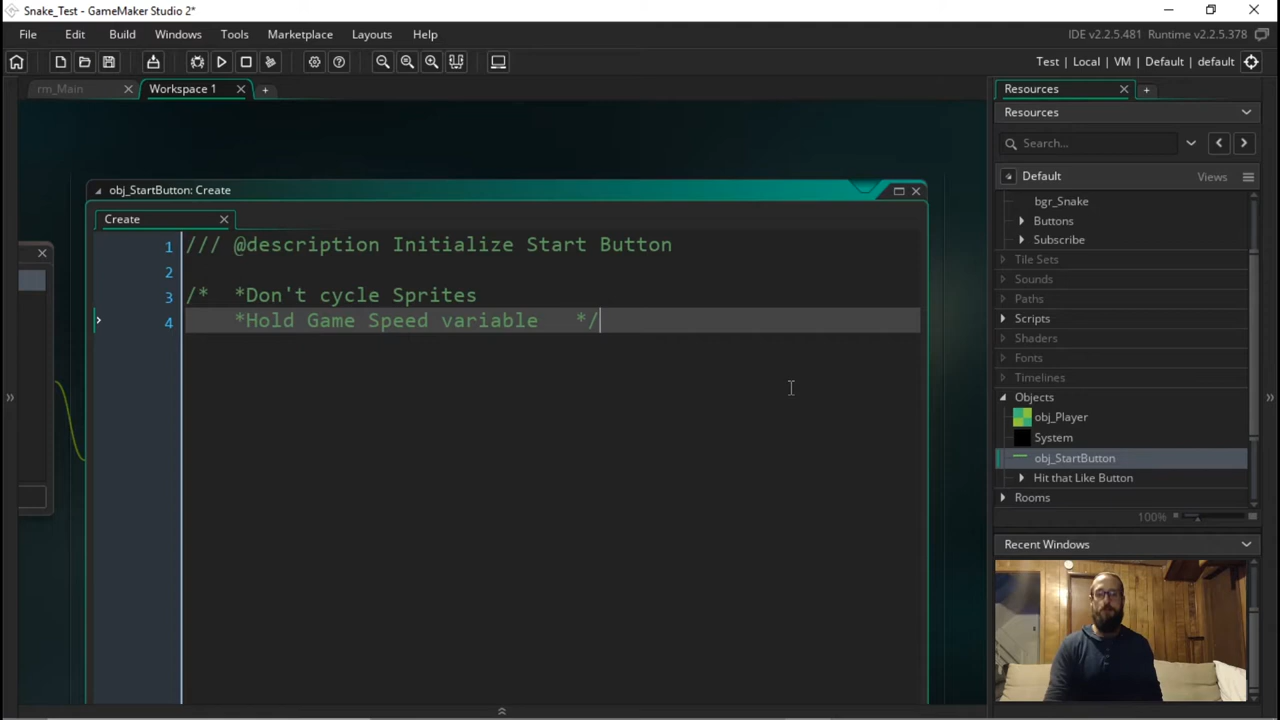 Snake_Test - GameMaker Studio 2*
File Edit Build Windows Tools Marketplace Layouts Help
IDE v2.2.5.481 Runtime v2.2.5.378
Test | Local | VM | Default | default
rm_Main
Workspace 1
Resources
Resources
Search...
Default
Views
bgr_Snake
Buttons
Subscribe
Tile Sets
Sounds
Paths
Scripts
Shaders
Fonts
Timelines
Objects
obj_Player
System
obj_StartButton
Hit that Like Button
Rooms
100%
Recent Windows
obj_StartButton: Create
Create
1 /// @description Initialize Start Button
2
3 /* *Don't cycle Sprites
4 *Hold Game Speed variable */